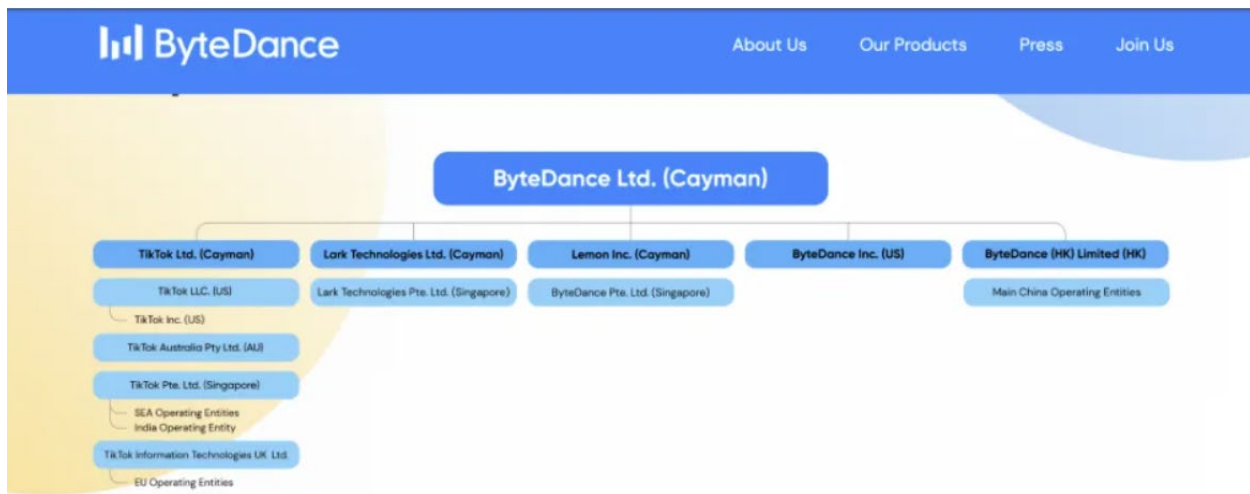 ByteDance
About Us Our Products Press Join Us
ByteDance Ltd. (Cayman)
TikTok Ltd. (Cayman)
Lark Technologies Ltd. (Cayman)
Lemon Inc. (Cayman)
ByteDance Inc. (US)
ByteDance (HK) Limited (HK)
TikTok LLC. (US)
Lark Technologies Pte. Ltd. (Singapore)
ByteDance Pte. Ltd. (Singapore)
Main China Operating Entities
TikTok Inc. (US)
TikTok Australia Pty Ltd. (AU)
TikTok Pte. Ltd. (Singapore)
SEA Operating Entities
India Operating Entity
TikTok Information Technologies UK Ltd.
EU Operating Entities